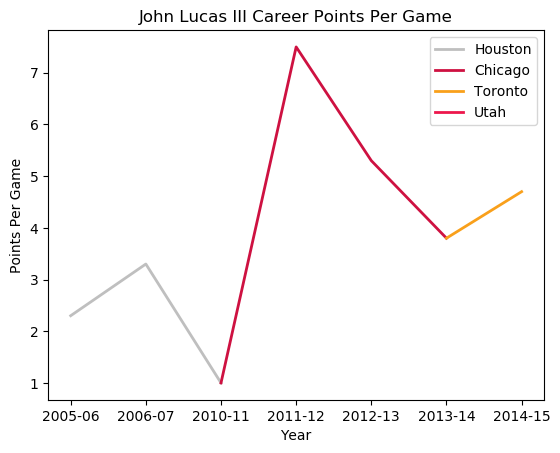 John Lucas III Career Points Per Game
Houston
Chicago
Toronto
Utah
Points Per Game
7
6
5
4
3
2
1
2005-06 2006-07 2010-11 2011-12 2012-13 2013-14 2014-15
Year